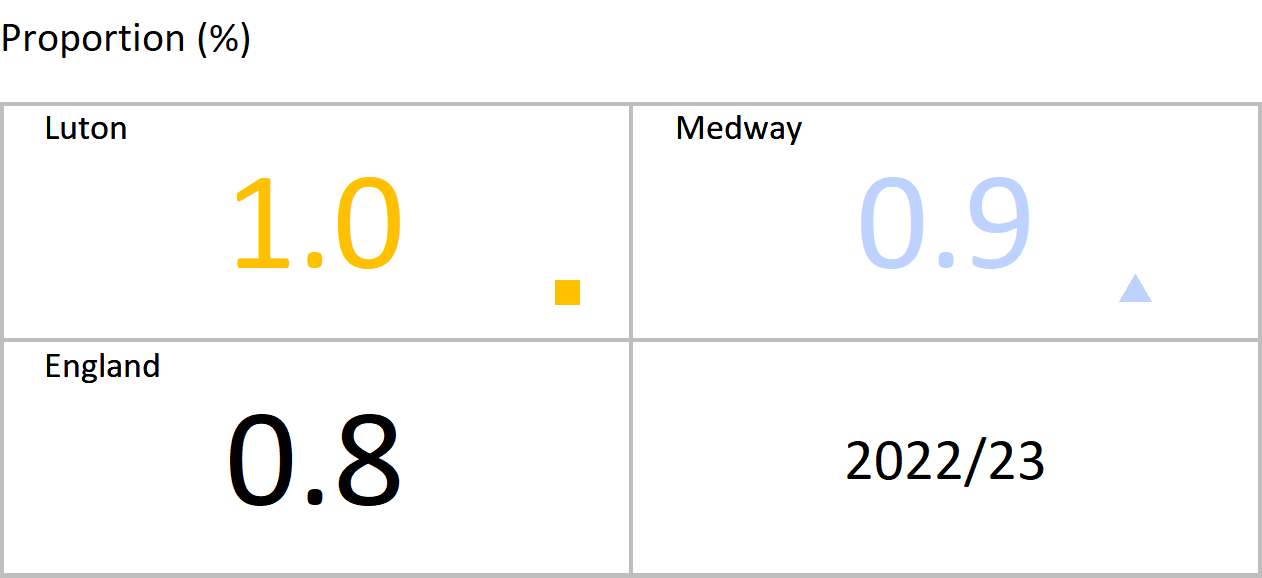 Proportion (%)
Luton
1.0
Medway
0.9
England
0.8
2022/23